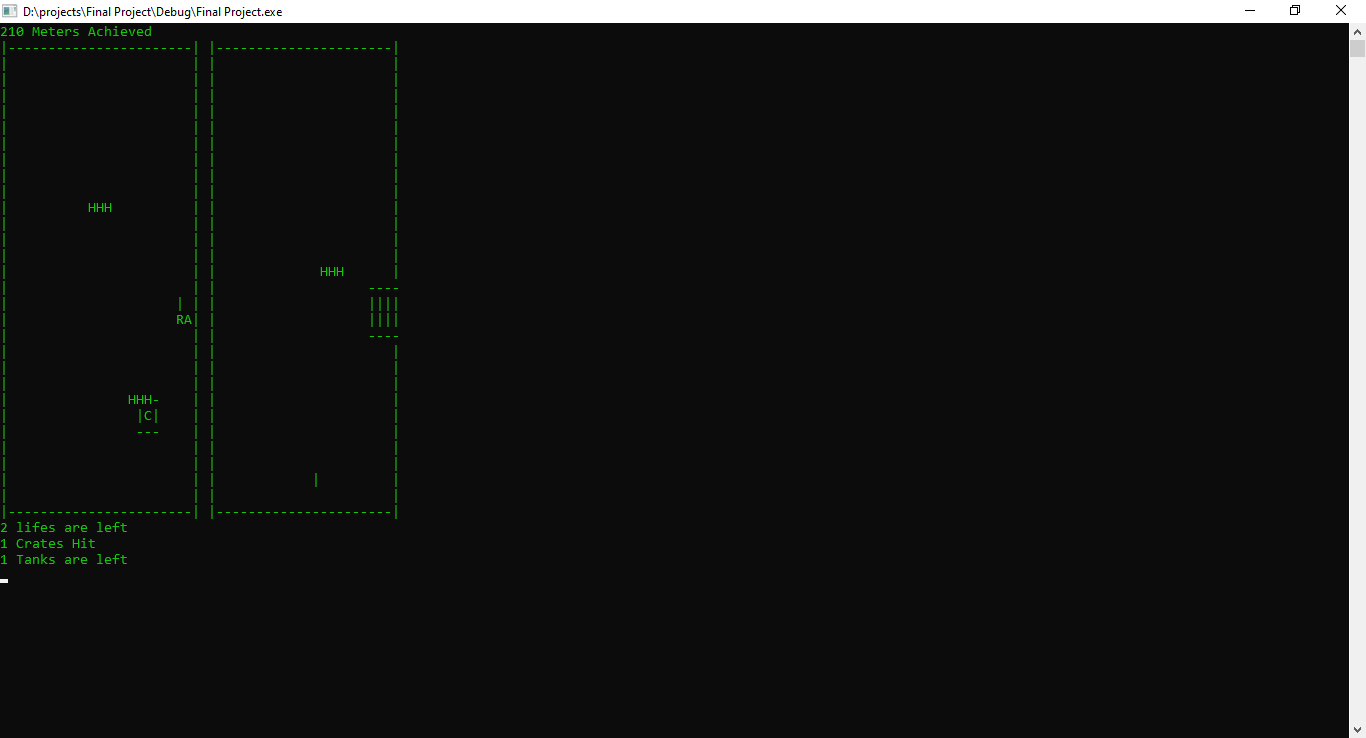 D:\projects\Final Project\Debug\Final Project.exe
210 Meters Achieved
HHH
HHH
RA
HHH-
|C|
---
2 lifes are left
1 Crates Hit
1 Tanks are left